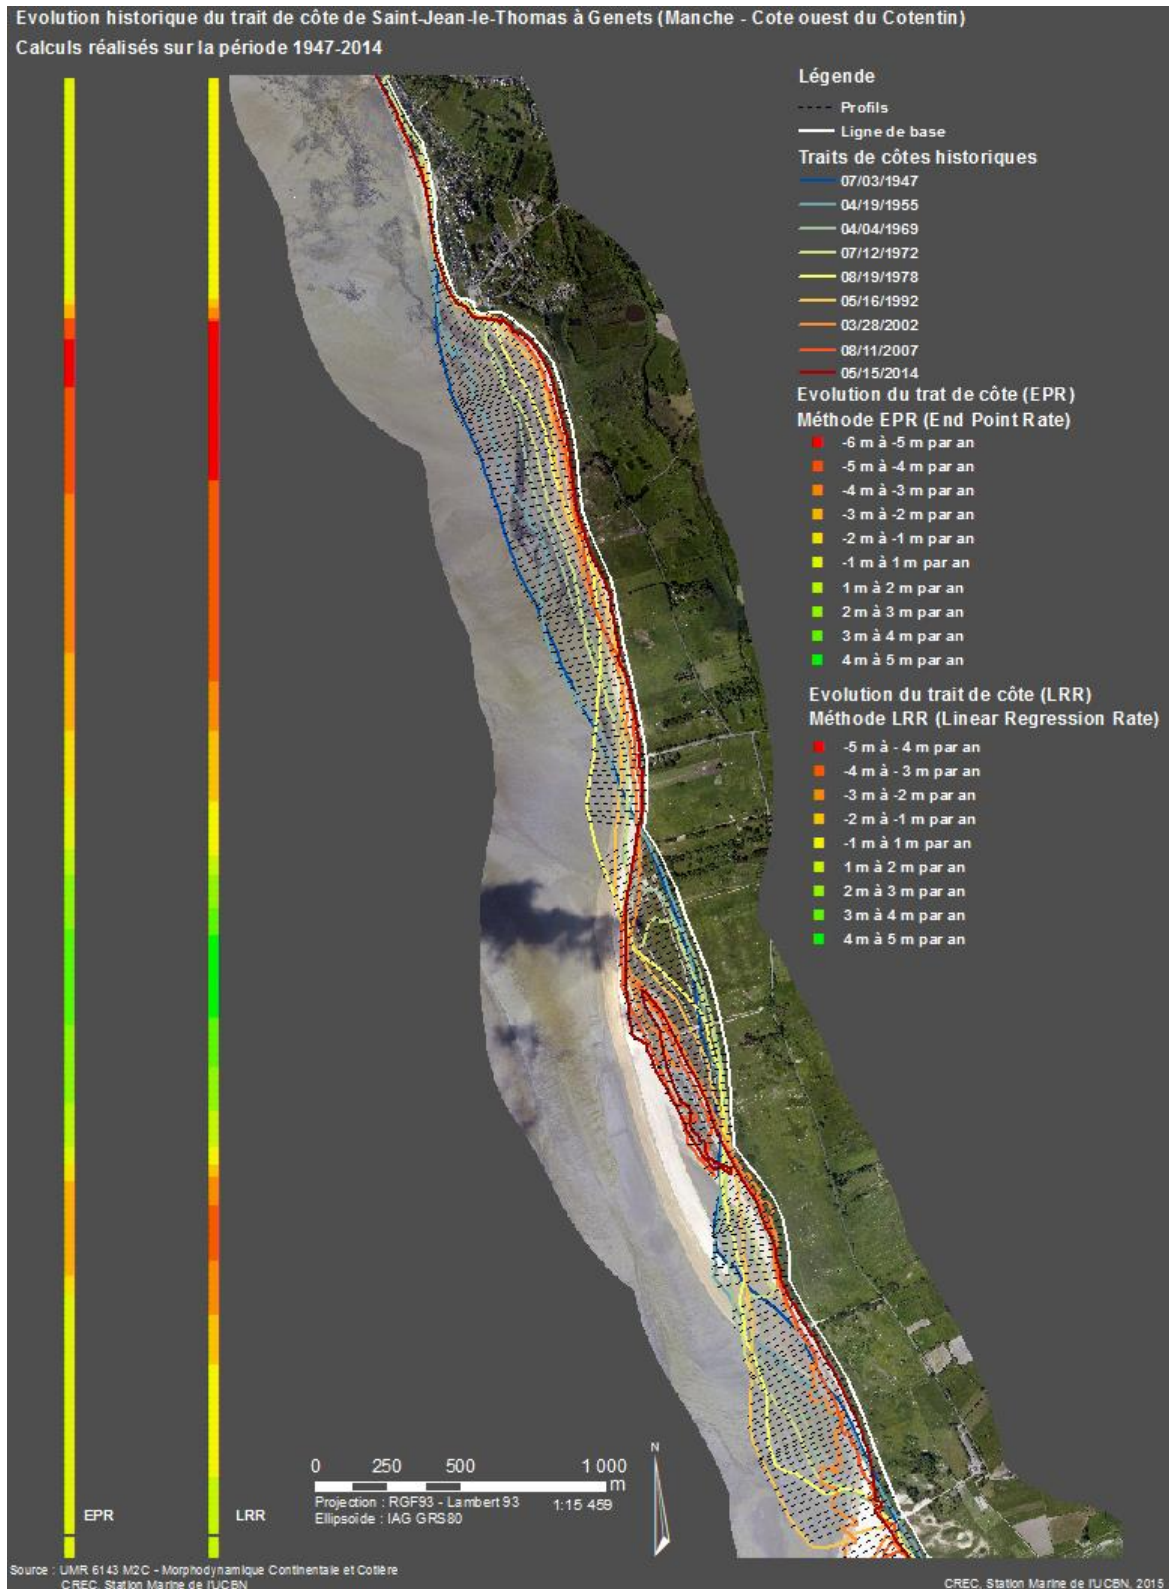 Evolution historique du trait de côte de Saint-Jean-le-Thomas à Genets (Manche - Cote ouest du Cotentin)
Calculs réalisés sur la période 1947-2014
Légende
Profils
Ligne de base
Traits de côtes historiques
07/03/1947
04/19/1955
04/04/1969
07/12/1972
08/19/1978
05/16/1992
03/28/2002
08/11/2007
05/15/2014
Evolution du trat de côte (EPR)
Méthode EPR (End Point Rate)
-6 m à -5 m par an
-5 m à -4 m par an
-4 m à -3 m par an
-3 m à -2 m par an
-2 m à -1 m par an
-1 m à 1 m par an
1 m à 2 m par an
2 m à 3 m par an
3 m à 4 m par an
4 m à 5 m par an
Evolution du trait de côte (LRR)
Méthode LRR (Linear Regression Rate)
-5 m à - 4 m par an
-4 m à - 3 m par an
-3 m à -2 m par an
-2 m à -1 m par an
-1 m à 1 m par an
1 m à 2 m par an
2 m à 3 m par an
3 m à 4 m par an
4 m à 5 m par an
N
0 250 500 1 000
m
Projection : RGF93 - Lambert 93 1:15 459
Ellipsoïde : IAG GRS80
EPR
LRR
Source : UMR 6143 M2C - Morphodynamique Continentale et Cotière
CREC, Station Marine de l'UCBN
CREC, Station Marine de l'UCBN, 2015